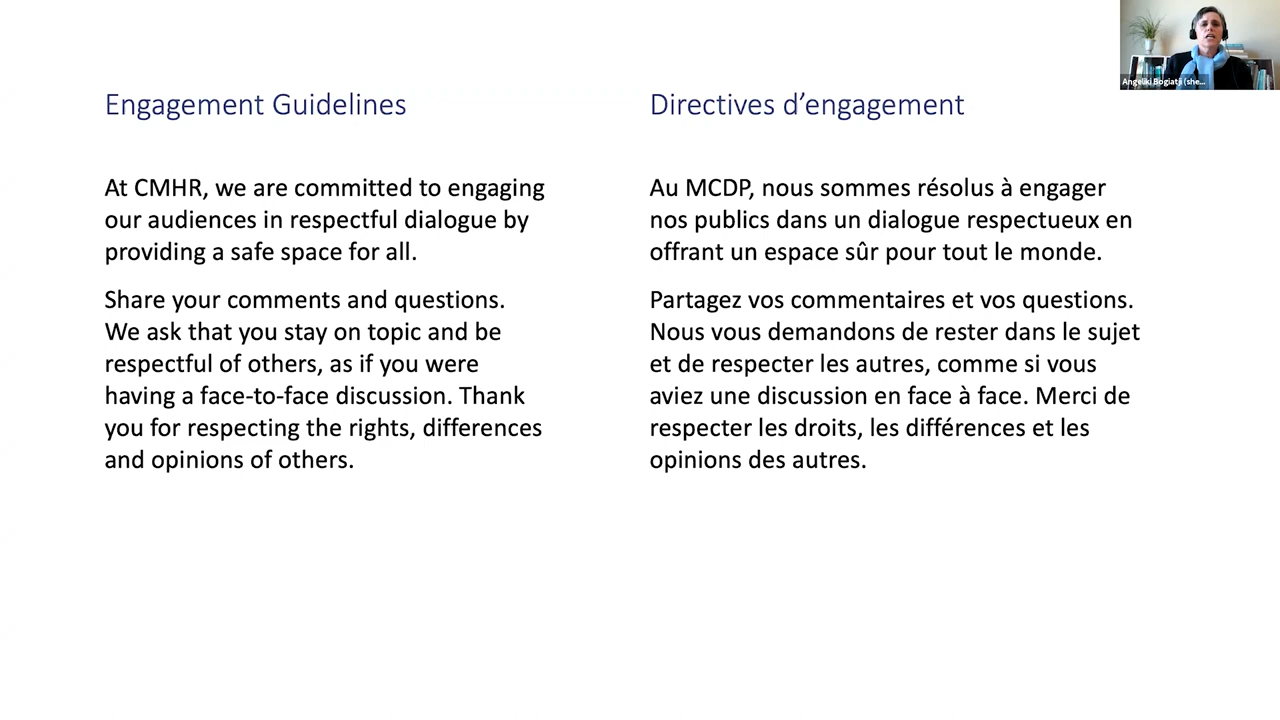 Engagement Guidelines
At CMHR, we are committed to engaging
our audiences in respectful dialogue by
providing a safe space for all.
Share your comments and questions.
We ask that you stay on topic and be
respectful of others, as if you were
having a face-to-face discussion. Thank
you for respecting the rights, differences
and opinions of others.
Directives d’engagement
Au MCDP, nous sommes résolus à engager
nos publics dans un dialogue respectueux en
offrant un espace sûr pour tout le monde.
Partagez vos commentaires et vos questions.
Nous vous demandons de rester dans le sujet
et de respecter les autres, comme si vous
aviez une discussion en face à face. Merci de
respecter les droits, les différences et les
opinions des autres.
Angeliki Bogiatji (she...